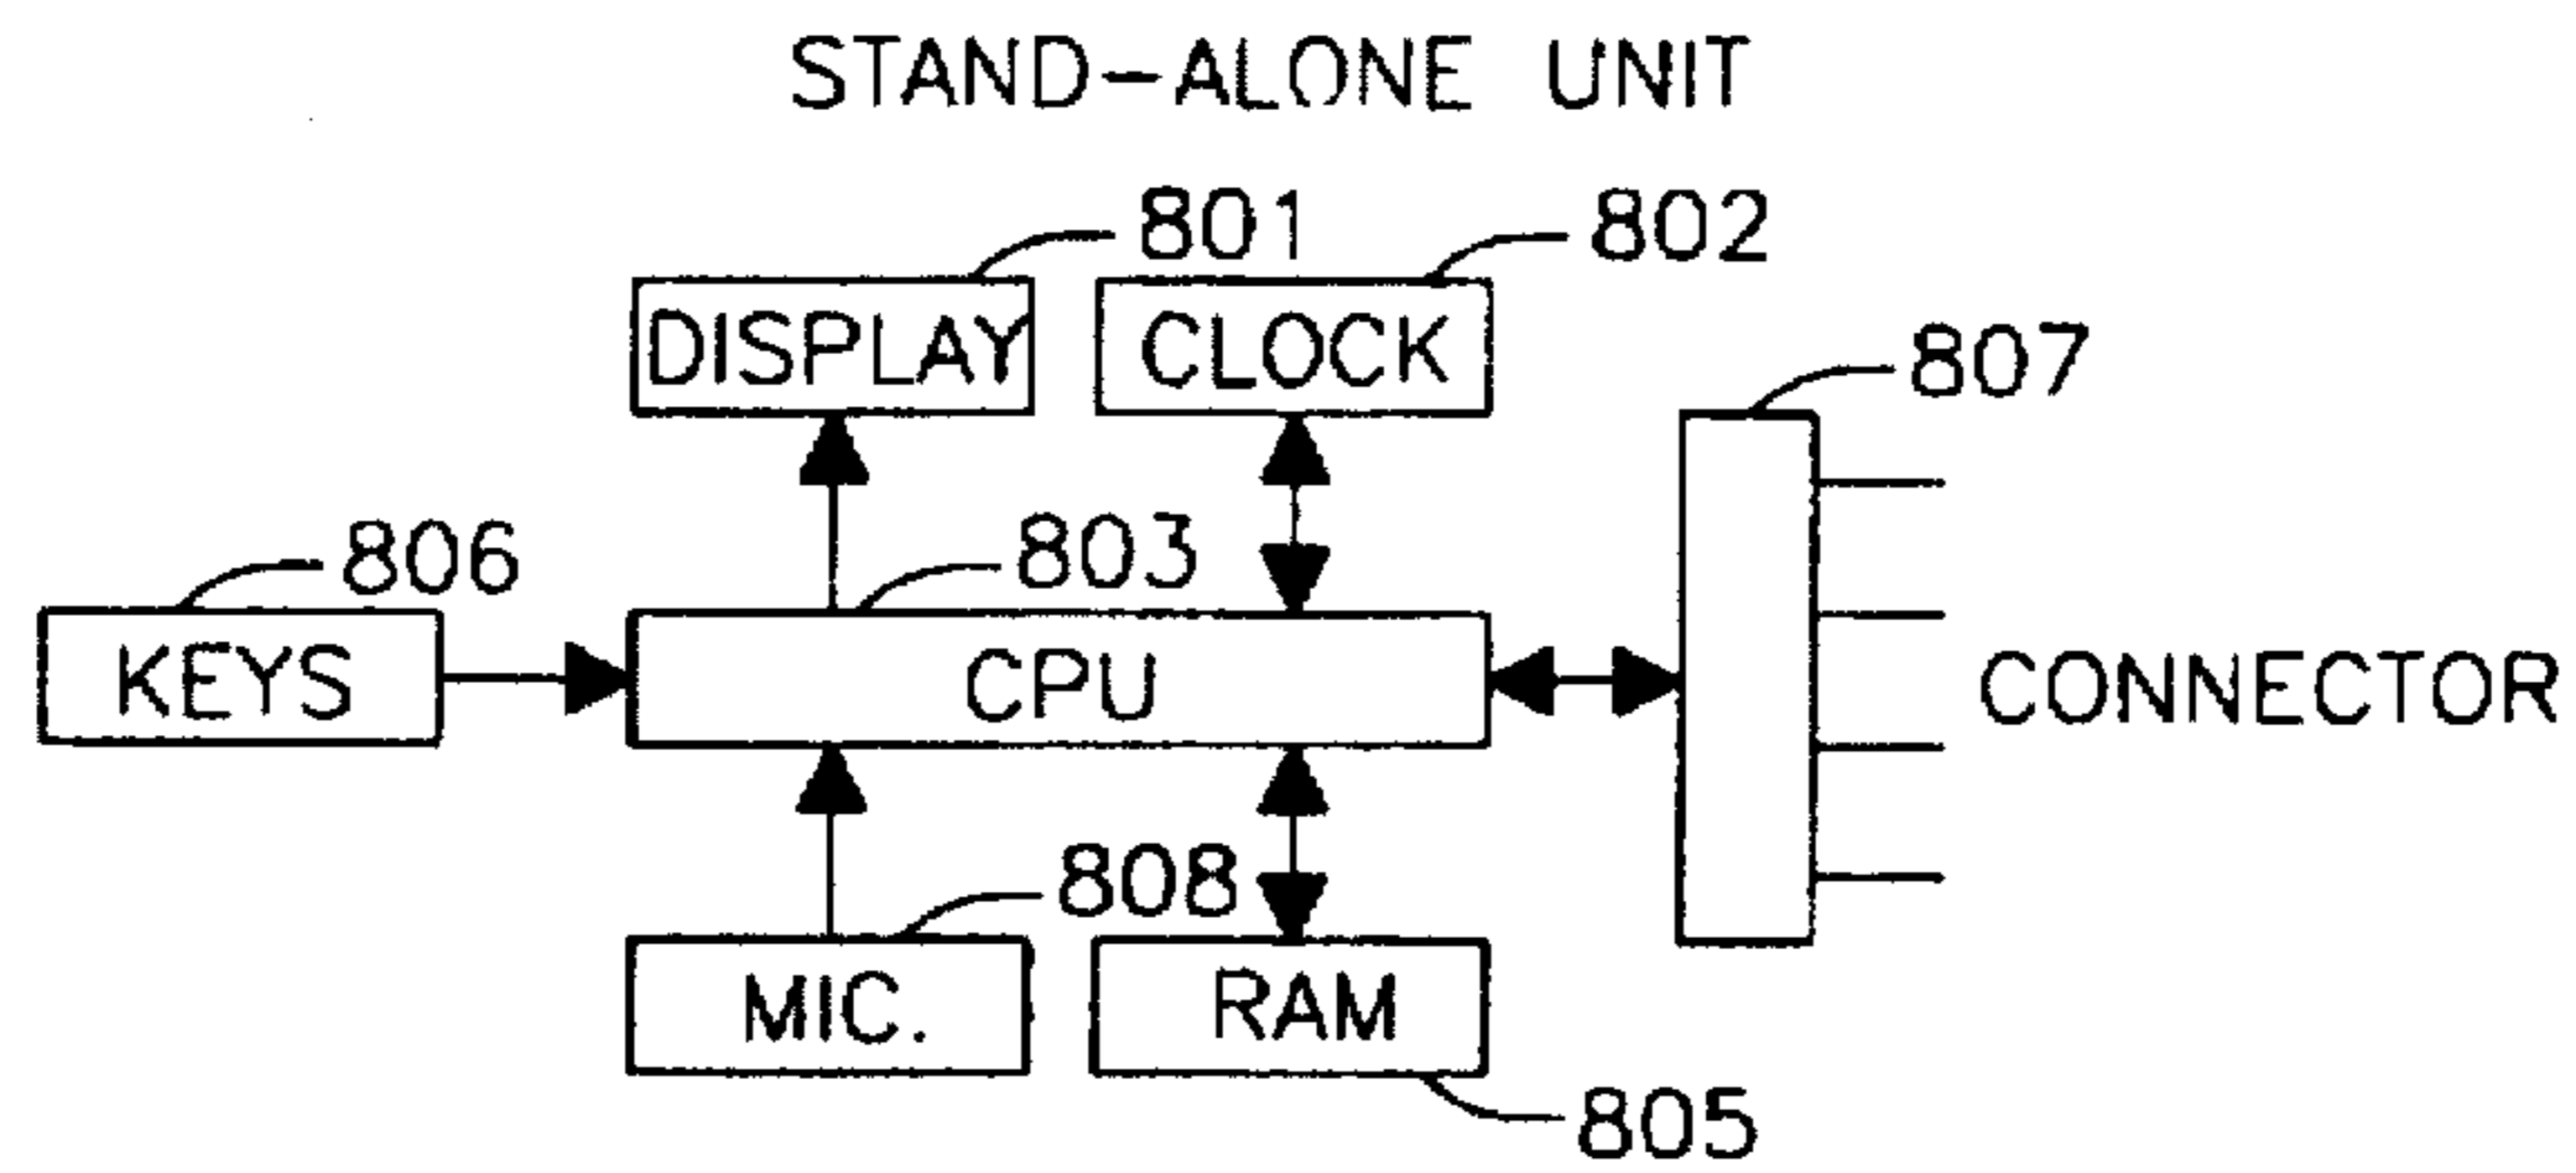 STAND-ALONE UNIT
801
802
DISPLAY
CLOCK
807
806
803
KEYS
CPU
CONNECTOR
808
MIC.
RAM
805